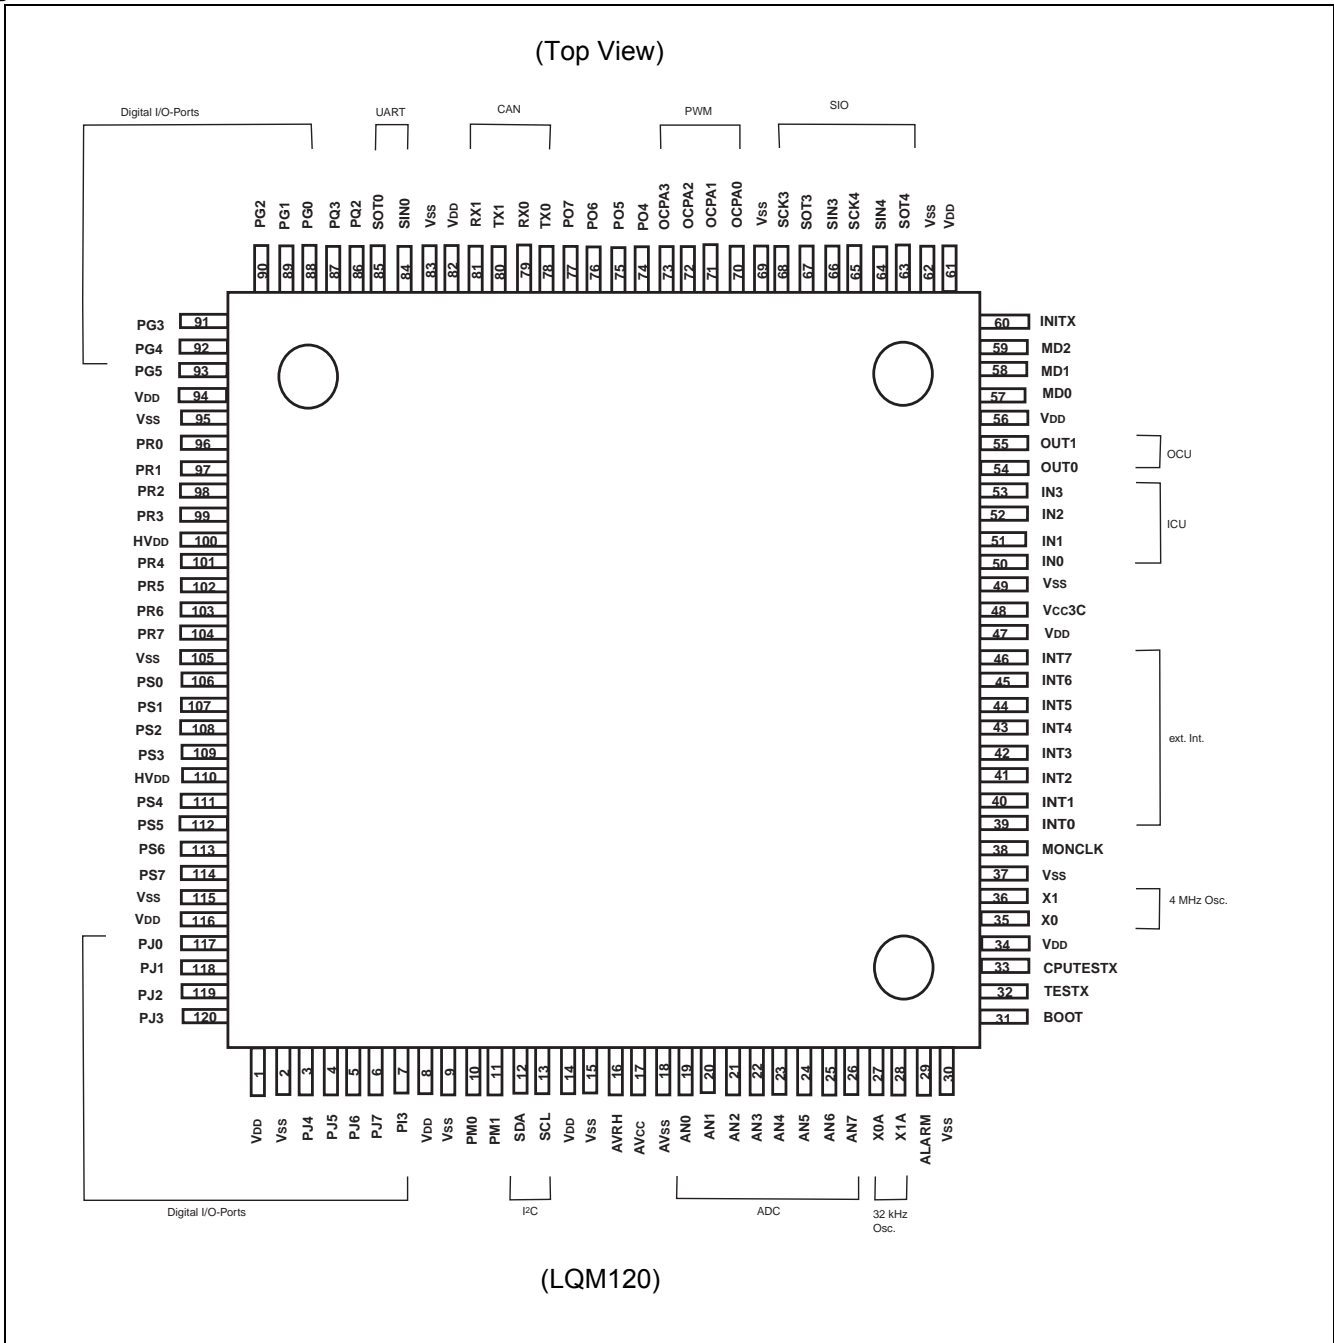 (Top View)
Digital I/O-Ports
UART
CAN
PWM
SIO
PG2
PG1
PG0
PQ3
PQ2
SOT0
SIN0
VSS
VDD
RX1
TX1
RX0
TX0
PO7
PO6
PO5
PO4
OCPA3
OCPA2
OCPA1
OCPA0
VSS
SCK3
SOT3
SIN3
SCK4
SIN4
SOT4
VSS
VDD
90
89
88
87
86
85
84
83
82
81
80
79
78
77
76
75
74
73
72
71
70
69
68
67
66
65
64
63
62
61
PG3 91
PG4 92
PG5 93
VDD 94
VSS 95
PR0 96
PR1 97
PR2 98
PR3 99
HVDD 100
PR4 101
PR5 102
PR6 103
PR7 104
VSS 105
PS0 106
PS1 107
PS2 108
PS3 109
HVDD 110
PS4 111
PS5 112
PS6 113
PS7 114
VSS 115
VDD 116
PJ0 117
PJ1 118
PJ2 119
PJ3 120
60 INITX
59 MD2
58 MD1
57 MD0
56 VDD
55 OUT1
54 OUT0
OCU
53 IN3
52 IN2
51 IN1
50 IN0
ICU
49 VSS
48 VCC3C
47 VDD
46 INT7
45 INT6
44 INT5
43 INT4
42 INT3
41 INT2
40 INT1
39 INT0
ext. Int.
38 MONCLK
37 VSS
36 X1
35 X0
4 MHz Osc.
34 VDD
33 CPUTESTX
32 TESTX
31 BOOT
1
2
3
4
5
6
7
8
9
10
11
12
13
14
15
16
17
18
19
20
21
22
23
24
25
26
27
28
29
30
VDD
VSS
PJ4
PJ5
PJ6
PJ7
PI3
VDD
VSS
PM0
PM1
SDA
SCL
VDD
VSS
AVRH
AVCC
AVSS
AN0
AN1
AN2
AN3
AN4
AN5
AN6
AN7
X0A
X1A
ALARM
VSS
Digital I/O-Ports
I²C
ADC
32 kHz
Osc.
(LQM120)